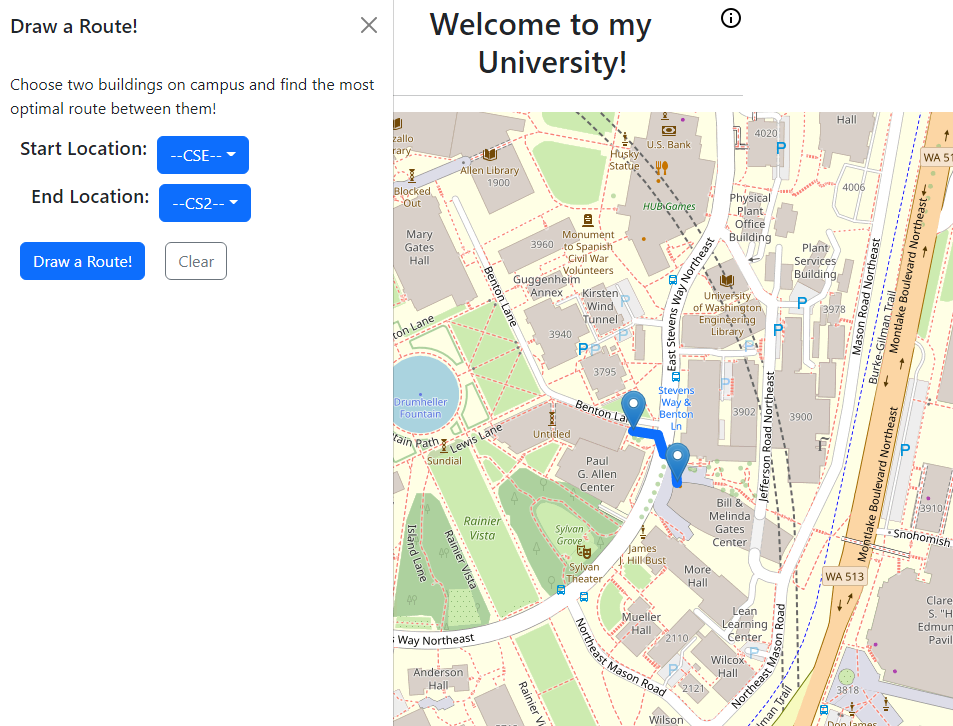 Draw a Route!
Choose two buildings on campus and find the most
optimal route between them!
Start Location:
--CSE--
End Location:
--CS2--
Draw a Route!
Clear
Welcome to my
University!
Hall
4020
P
U.S. Bank
Husky
Statue
WA 51
Allen Library
1900
Blocked
Out
4006
HUB Games
Physical
Plant
Office
Building
Mary
Gates
Hall
3960
Monument
to Spanish
Civil War
Volunteers
Plant
Services
Building
Benton Lane
Guggenheim
Annex
Kirsten
Wind
Tunnel
P
University
of Washington
Engineering
Library
East Stevens Way Northeast
Mason Road Northeast
Montlake Boulevard Northeast
Burke-Gilman Trail
P
3978
P
ton Lane
3940
P
P
P
P
3795
Stevens
Way &
Benton
Ln
P
Drumheller
Fountain
Benton Lane
3902
3900
Jefferson Road Northeast
Untitled
tain Path
Lewis Lane
Sundial
P
Montlake Boulevard Northeast
Paul
G. Allen
Center
Bill &
Melinda
Gates
Center
3910
Rainier
Vista
Sylvan
Grove
Island Lane
Rainier Vista
Snohomish
James
J. Hill Bust
Sylvan
Theater
More
Hall
WA 513
Clare
S. "H
Edmun
Pavil
Mueller
Hall
Lean
Learning
Center
s Way Northeast
2110
Northeast Mason Road
Northeast Mason Road
P
Wilcox
Hall
P
Anderson
Hall
2121
Rainier Vi
3818
Wilson
lman Trail
Don James